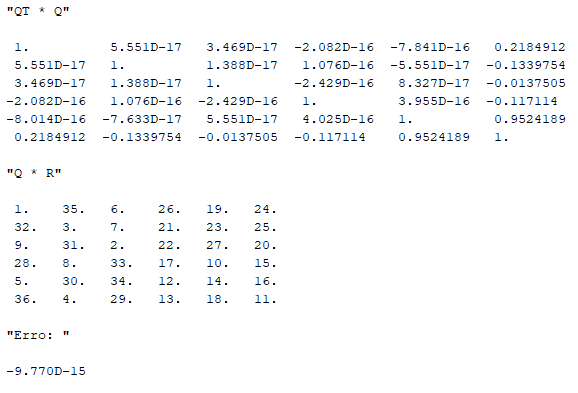 "QT * Q"
1. 5.551D-17 3.469D-17 -2.082D-16 -7.841D-16 0.2184912
5.551D-17 1. 1.388D-17 1.076D-16 -5.551D-17 -0.1339754
3.469D-17 1.388D-17 1. -2.429D-16 8.327D-17 -0.0137505
-2.082D-16 1.076D-16 -2.429D-16 1. 3.955D-16 -0.117114
-8.014D-16 -7.633D-17 5.551D-17 4.025D-16 1. 0.9524189
0.2184912 -0.1339754 -0.0137505 -0.117114 0.9524189 1.
"Q * R"
1. 35. 6. 26. 19. 24.
32. 3. 7. 21. 23. 25.
9. 31. 2. 22. 27. 20.
28. 8. 33. 17. 10. 15.
5. 30. 34. 12. 14. 16.
36. 4. 29. 13. 18. 11.
"Erro: "
-9.770D-15